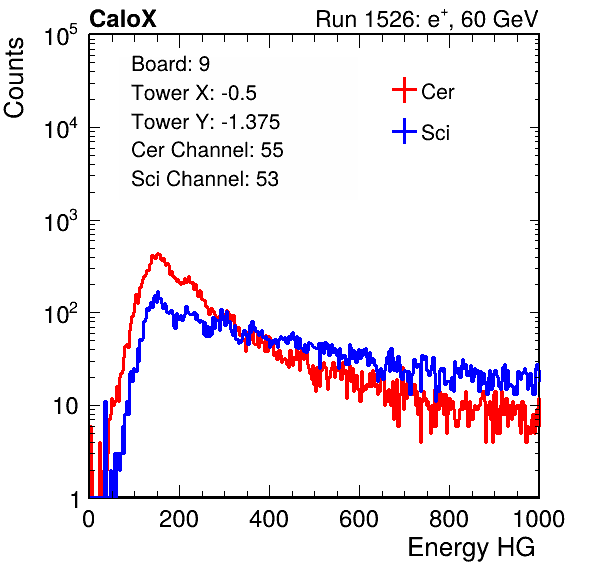 CaloX Run 1526: e⁺, 60 GeV
Counts
Board: 9
Tower X: -0.5
Tower Y: -1.375
Cer Channel: 55
Sci Channel: 53
Cer
Sci
10⁵
10⁴
10³
10²
10
1
0 200 400 600 800 1000
Energy HG